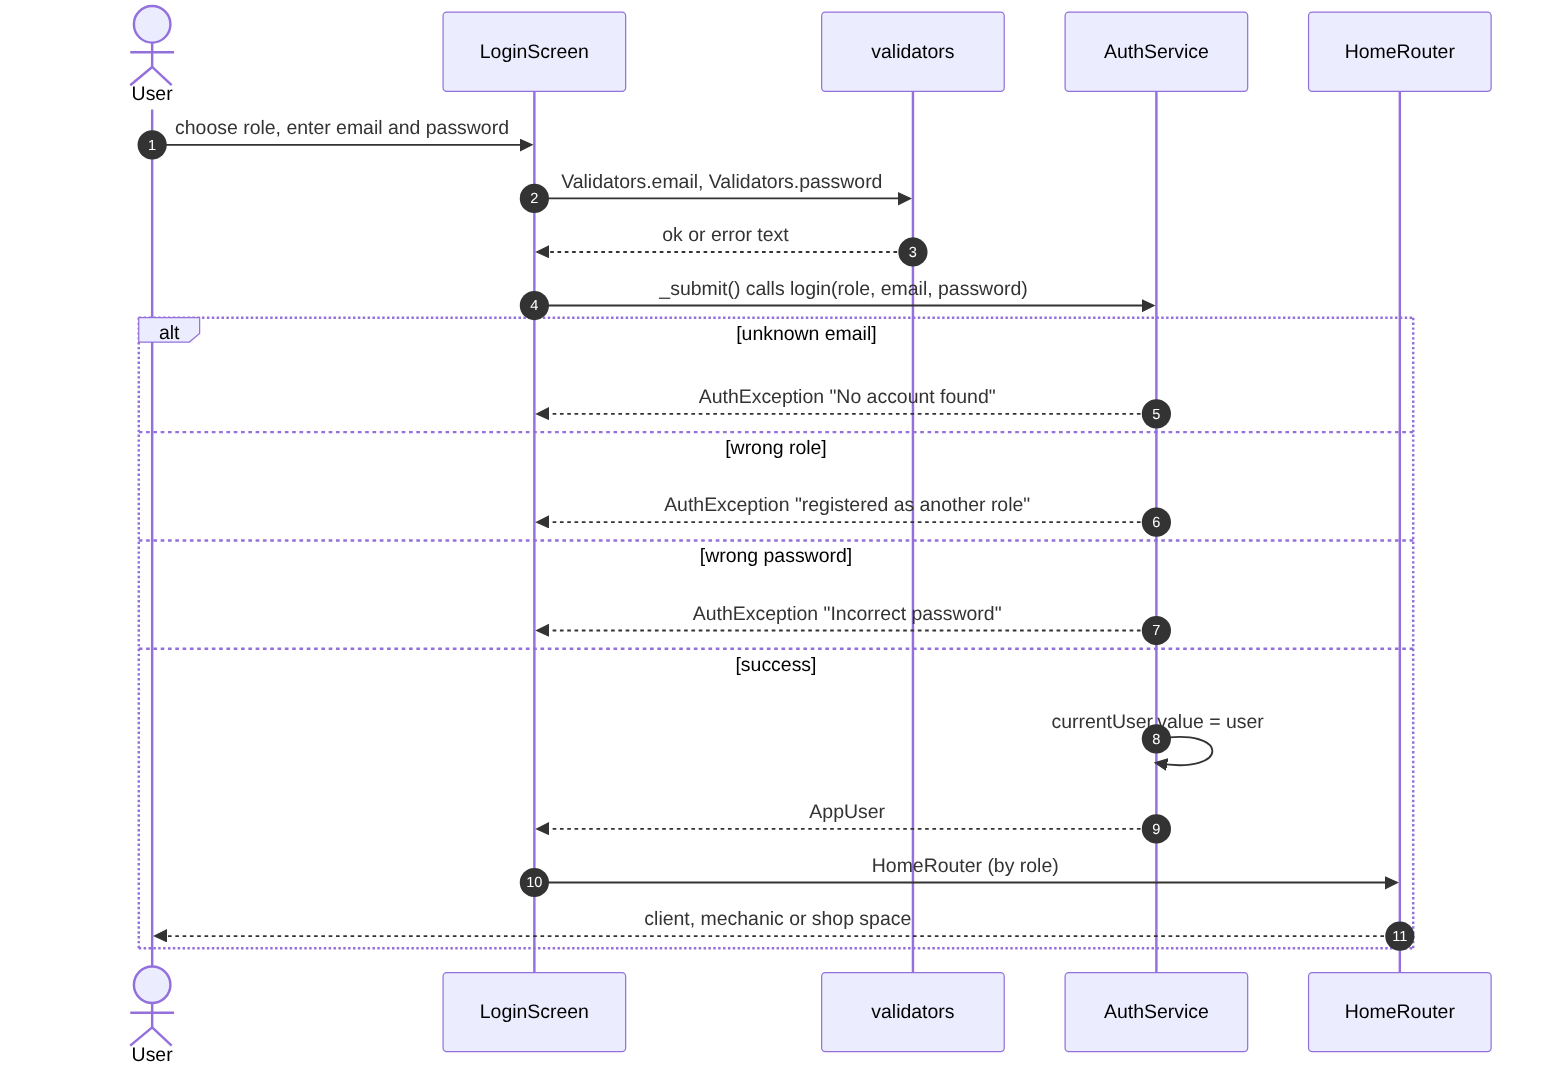 User
LoginScreen
validators
AuthService
HomeRouter
choose role, enter email and password
1
Validators.email, Validators.password
2
ok or error text
3
_submit() calls login(role, email, password)
4
alt
[unknown email]
AuthException "No account found"
5
[wrong role]
AuthException "registered as another role"
6
[wrong password]
AuthException "Incorrect password"
7
[success]
currentUser.value = user
8
AppUser
9
HomeRouter (by role)
10
client, mechanic or shop space
11
User
LoginScreen
validators
AuthService
HomeRouter